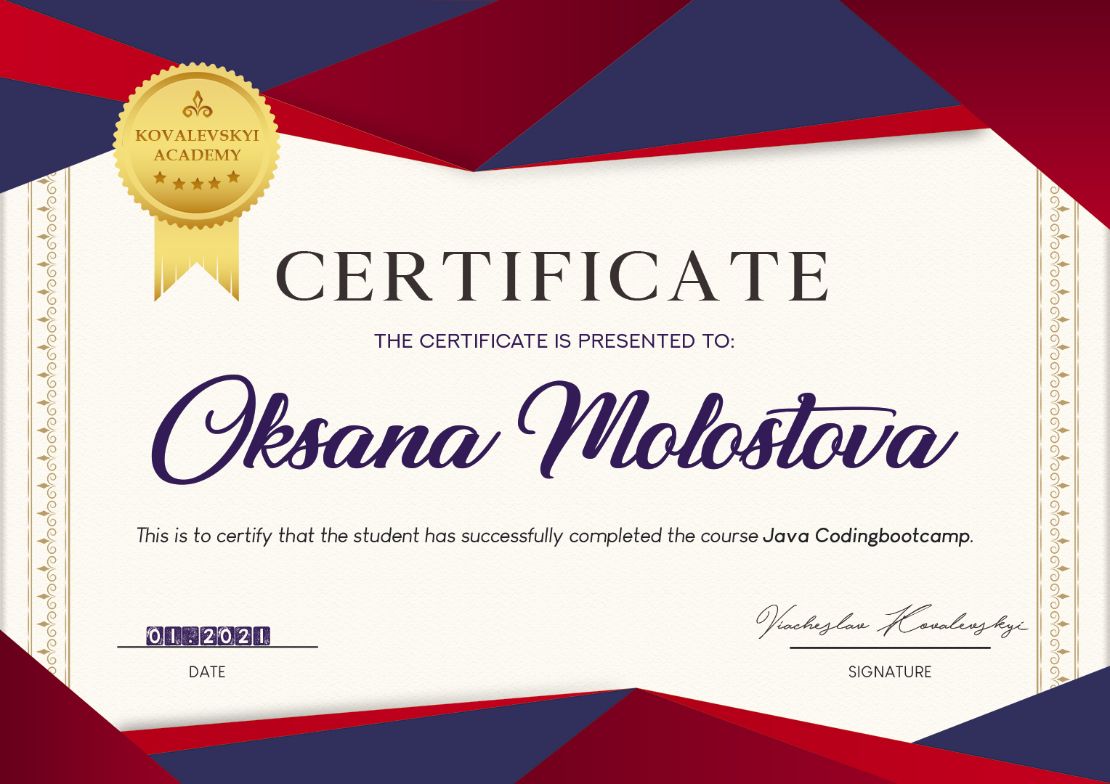 KOVALEVSKYI
ACADEMY
CERTIFICATE
THE CERTIFICATE IS PRESENTED TO:
Oksana Molostova
This is to certify that the student has successfully completed the course Java Codingbootcamp.
01.2021
Viacheslav Kovalevskyi
DATE
SIGNATURE